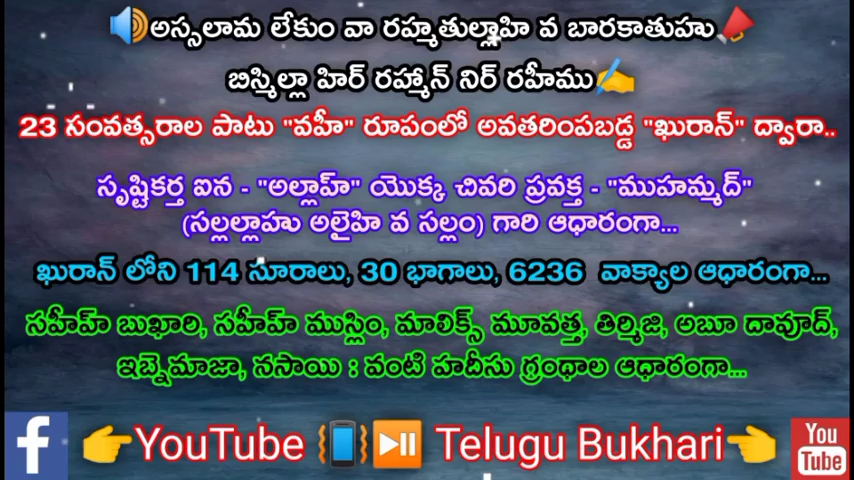 🔊అస్సలామ లేకుం వా రహ్మతుల్లాహి వ బారకాతుహు📣
బిస్మిల్లా హిర్ రహ్మాన్ నిర్ రహీము✍️
23 సంవత్సరాల పాటు "వహీ" రూపంలో అవతరింపబడ్డ "ఖురాన్" ద్వారా..
సృష్టికర్త ఐన - "అల్లాహ్" యొక్క చివరి ప్రవక్త - "ముహమ్మద్"
(సల్లల్లాహు అలైహి వ సల్లం) గారి ఆధారంగా...
ఖురాన్ లోని 114 సూరాలు, 30 భాగాలు, 6236 వాక్యాల ఆధారంగా...
సహీహ్ బుఖారి, సహీహ్ ముస్లిం, మాలిక్స్ మూవత్త, తిర్మిజి, అబూ దావూద్,
ఇబ్నెమాజా, నసాయి : వంటి హదీసు గ్రంథాల ఆధారంగా...
f 👉YouTube 📳⏯️ Telugu Bukhari👈 You
Tube